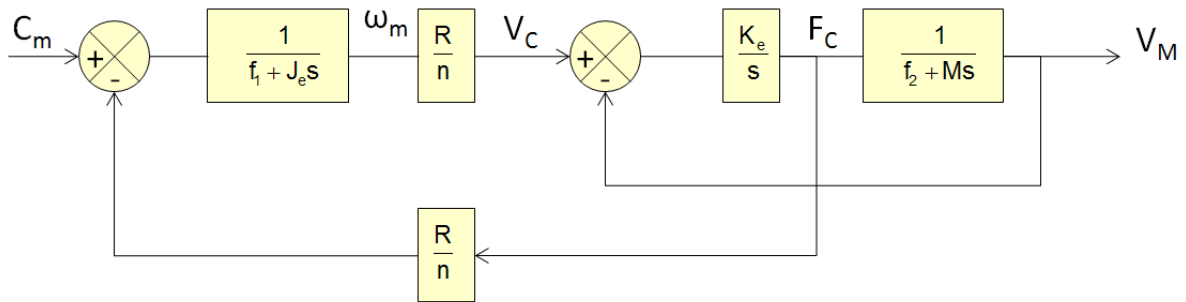 C_m
+
-
1
f_1 + J_e s
ω_m
R
n
V_C
+
-
K_e
s
F_C
1
f_2 + Ms
V_M
R
n